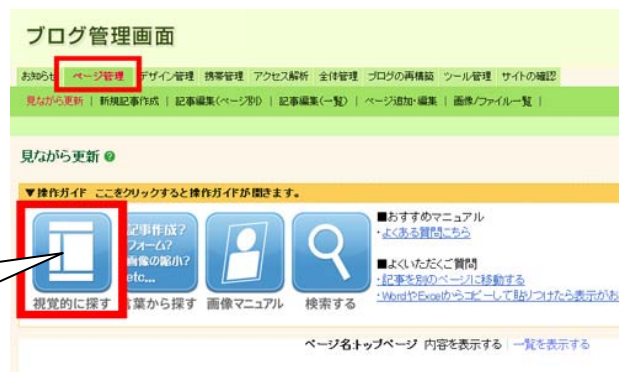 ブログ管理画面
お知らせ ページ管理 デザイン管理 携帯管理 アクセス解析 全体管理 ブログの再構築 ツール管理 サイトの確認
見ながら更新 | 新規記事作成 | 記事編集(ページ別) | 記事編集(一覧) | ページ追加・編集 | 画像/ファイル一覧 |
見ながら更新 ?
▼操作ガイド ここをクリックすると操作ガイドが開きます。
記事作成?
フォーム?
画像の縮小?
etc...
視覚的に探す 言葉から探す 画像マニュアル 検索する
■おすすめマニュアル
・よくある質問こちら
■よくいただくご質問
・記事を別のページに移動する
・WordやExcelからコピーして貼りつけたら表示がお
ページ名:トップページ 内容を表示する | 一覧を表示する